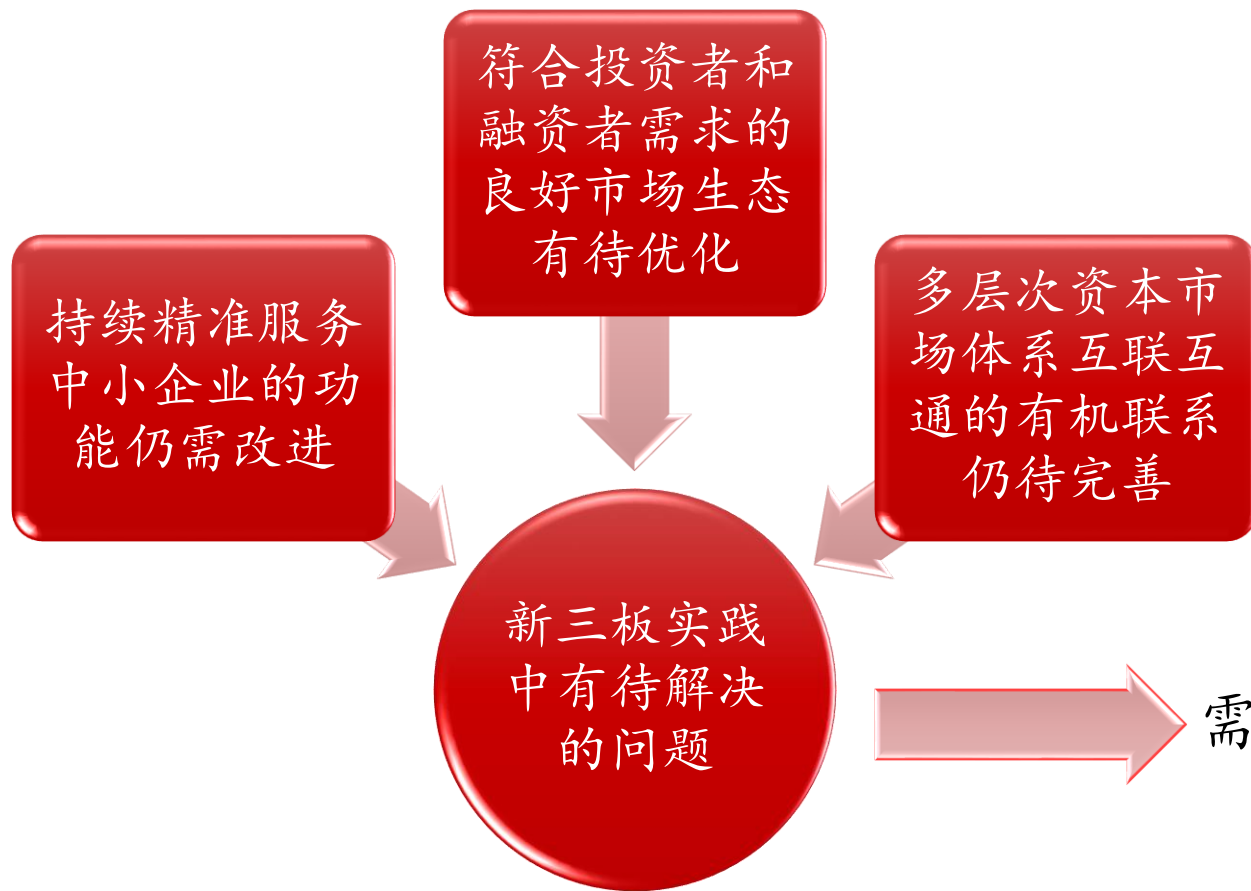 符合投资者和
融资者需求的
良好市场生态
有待优化
持续精准服务
中小企业的功
能仍需改进
多层次资本市
场体系互联互
通的有机联系
仍待完善
新三板实践
中有待解决
的问题
需